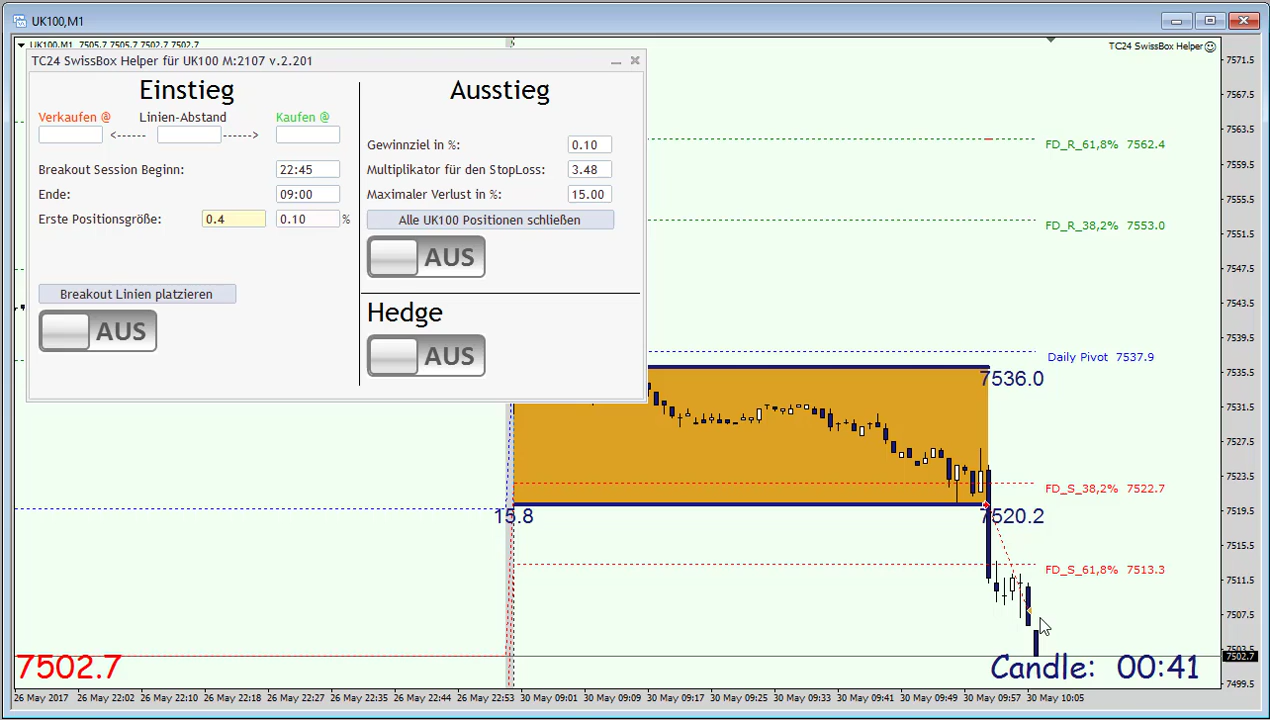 UK100,M1
UK100,M1 7505.7 7505.7 7502.7 7502.7
TC24 SwissBox Helper
TC24 SwissBox Helper für UK100 M:2107 v.2.201
Einstieg
Verkaufen @ Linien-Abstand Kaufen @
<------ ------>
Breakout Session Beginn: 22:45
Ende: 09:00
Erste Positionsgröße: 0.4 0.10 %
Breakout Linien platzieren
AUS
Ausstieg
Gewinnziel in %: 0.10
Multiplikator für den StopLoss: 3.48
Maximaler Verlust in %: 15.00
Alle UK100 Positionen schließen
AUS
Hedge
AUS
FD_R_61,8% 7562.4
FD_R_38,2% 7553.0
Daily Pivot 7537.9
7536.0
FD_S_38,2% 7522.7
15.8
7520.2
FD_S_61,8% 7513.3
7502.7
Candle: 00:41
7571.5
7567.5
7563.5
7559.5
7555.5
7551.5
7547.5
7543.5
7539.5
7535.5
7531.5
7527.5
7523.5
7519.5
7515.5
7511.5
7507.5
7503.5
7502.7
7499.5
26 May 2017 26 May 22:02 26 May 22:10 26 May 22:18 26 May 22:27 26 May 22:35 26 May 22:44 26 May 22:53 30 May 09:01 30 May 09:09 30 May 09:17 30 May 09:25 30 May 09:33 30 May 09:41 30 May 09:49 30 May 09:57 30 May 10:05